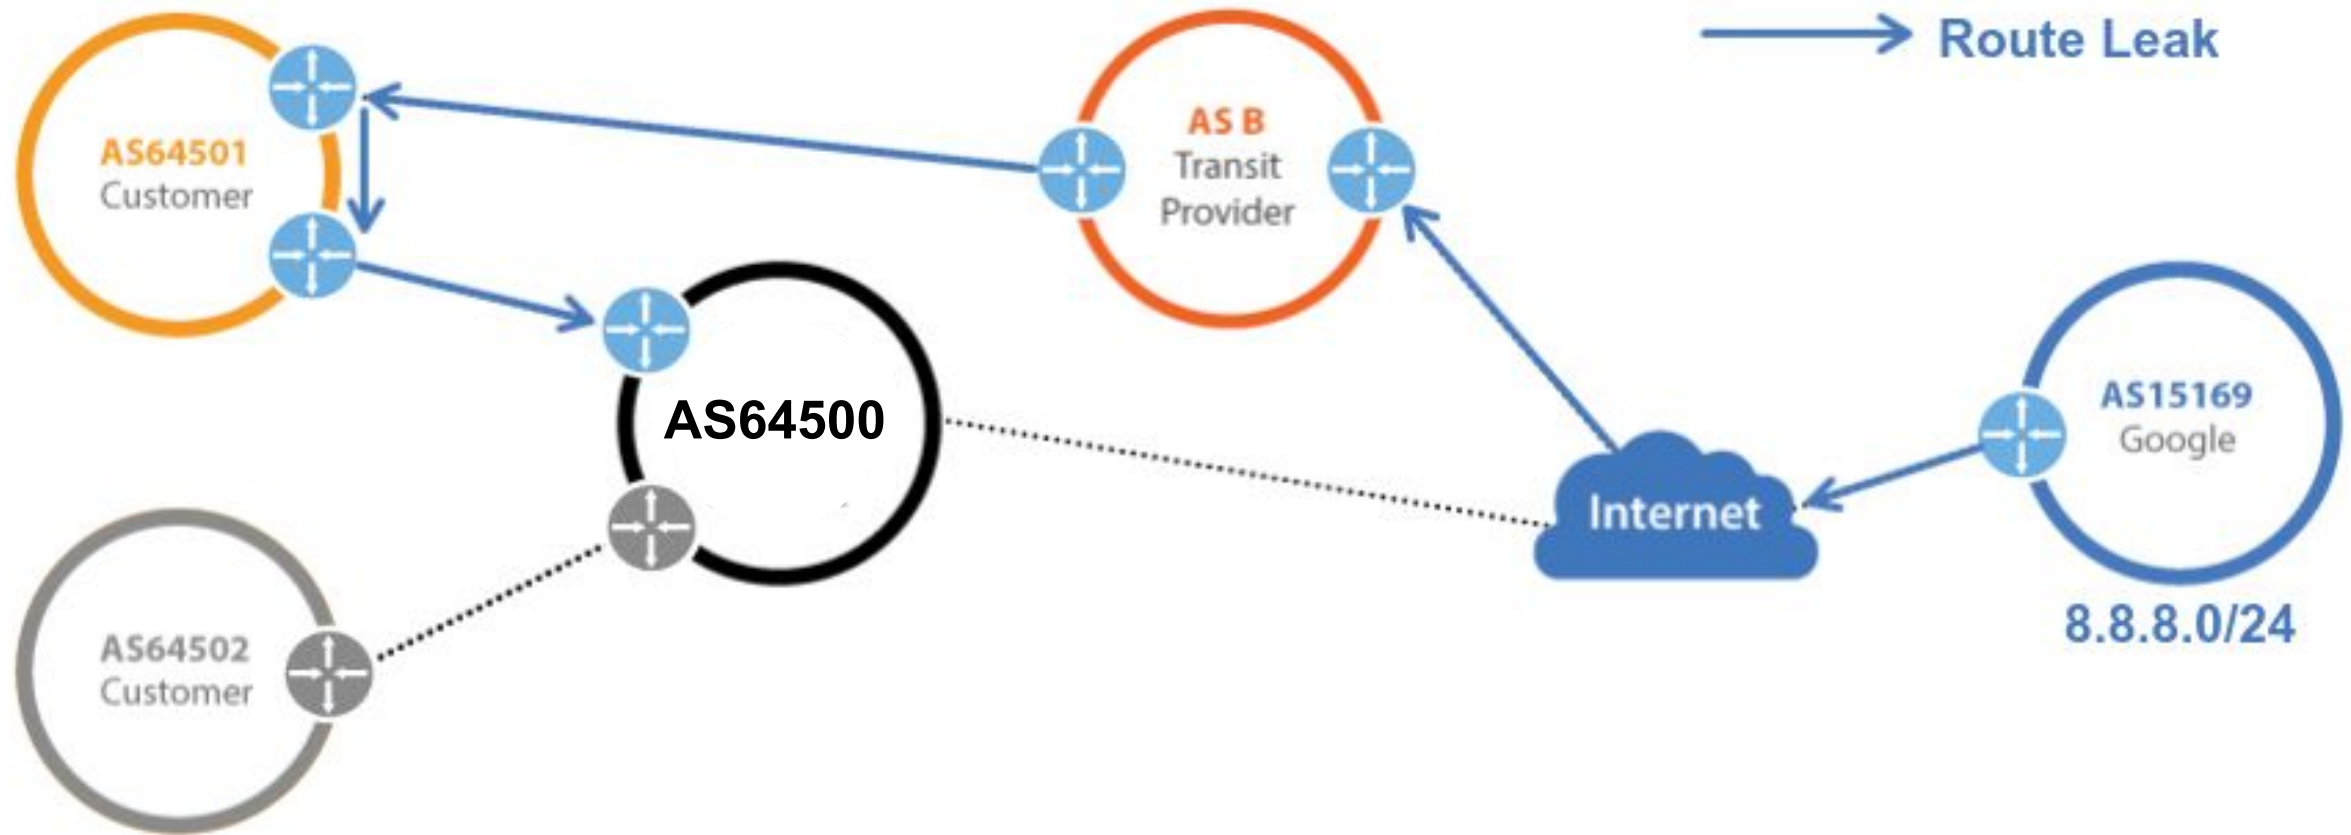 Route Leak
AS64501
Customer
AS B
Transit
Provider
AS64500
AS15169
Google
Internet
8.8.8.0/24
AS64502
Customer